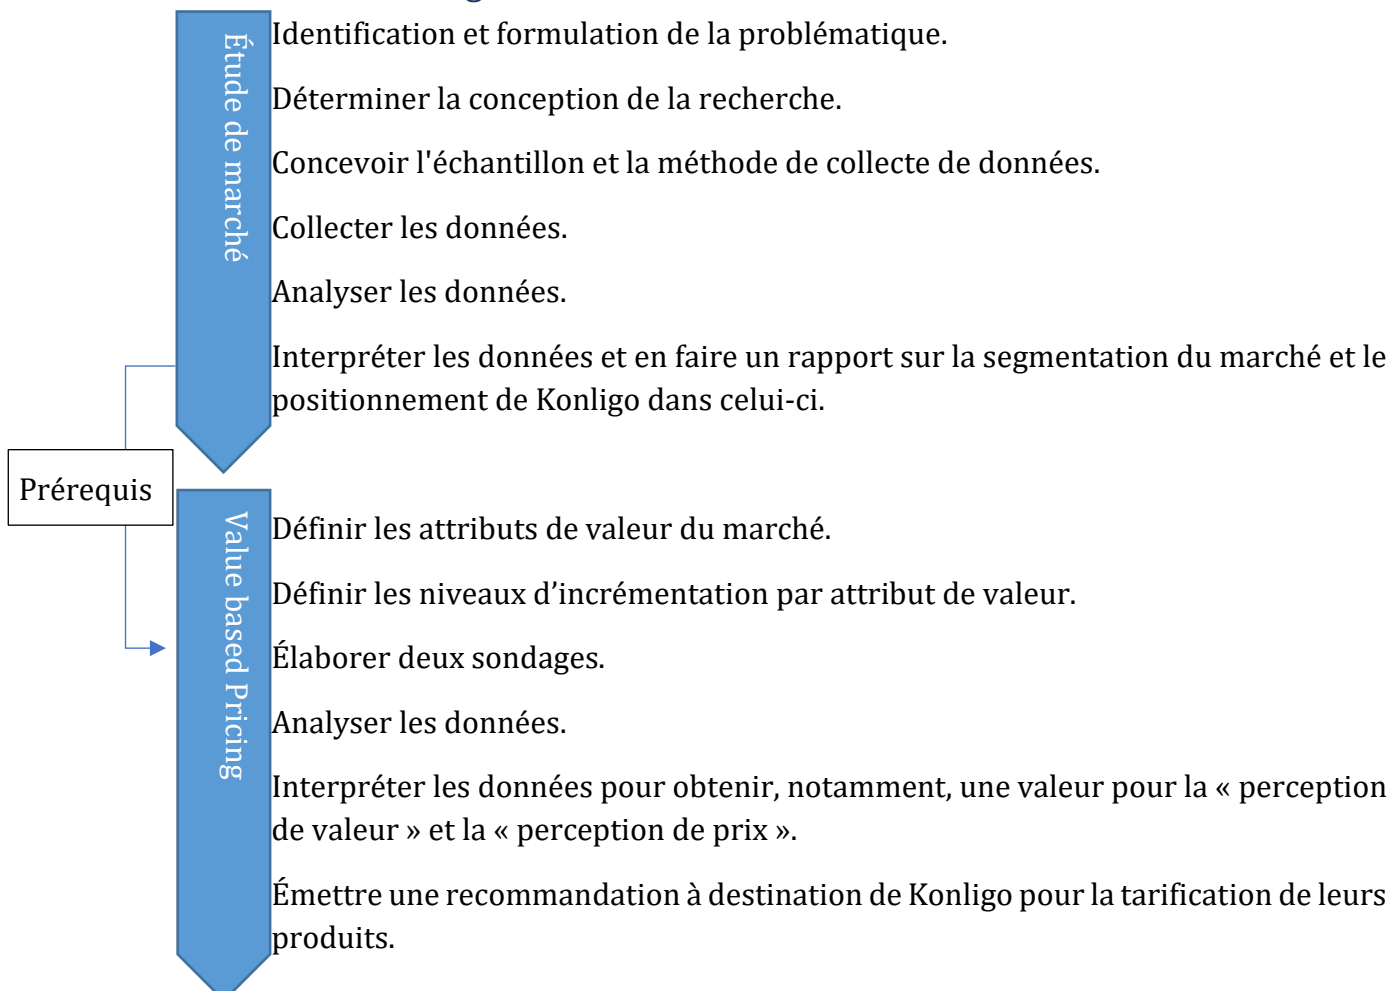 Étude de marché
Identification et formulation de la problématique.
Déterminer la conception de la recherche.
Concevoir l'échantillon et la méthode de collecte de données.
Collecter les données.
Analyser les données.
Interpréter les données et en faire un rapport sur la segmentation du marché et le
positionnement de Konligo dans celui-ci.
Prérequis
Value based Pricing
Définir les attributs de valeur du marché.
Définir les niveaux d’incrémentation par attribut de valeur.
Élaborer deux sondages.
Analyser les données.
Interpréter les données pour obtenir, notamment, une valeur pour la « perception
de valeur » et la « perception de prix ».
Émettre une recommandation à destination de Konligo pour la tarification de leurs
produits.